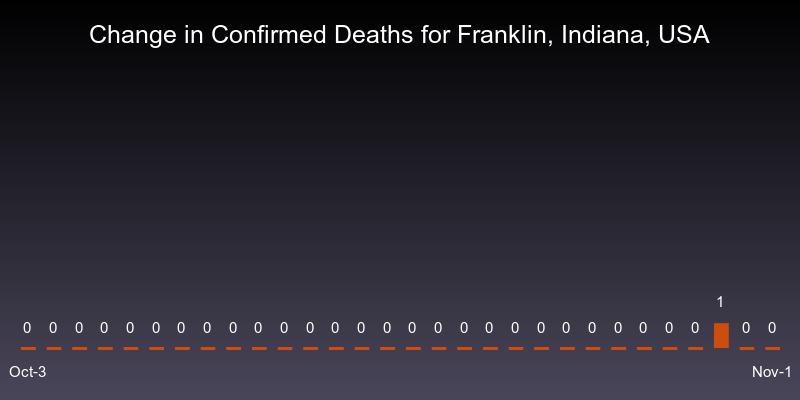 Change in Confirmed Deaths for Franklin, Indiana, USA
1
0 0 0 0 0 0 0 0 0 0 0 0 0 0 0 0 0 0 0 0 0 0 0 0 0 0 0 0 0
Oct-3 Nov-1